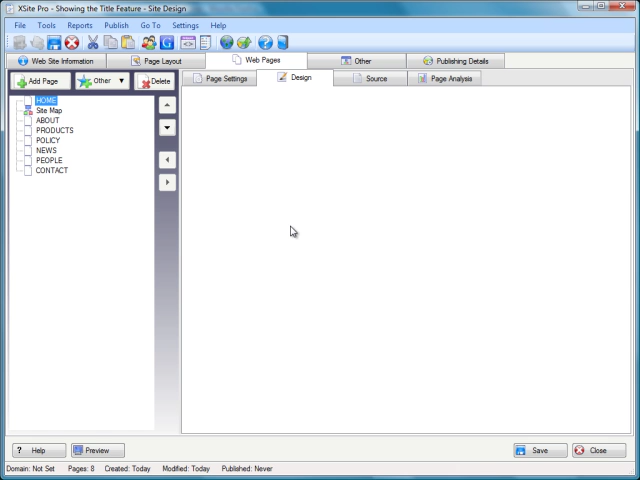 XSite Pro - Showing the Title Feature - Site Design
File Tools Reports Publish Go To Settings Help
Web Site Information Page Layout Web Pages Other Publishing Details
Add Page Other Delete Page Settings Design Source Page Analysis
HOME
Site Map
ABOUT
PRODUCTS
POLICY
NEWS
PEOPLE
CONTACT
? Help Preview Save Close
Domain: Not Set Pages: 8 Created: Today Modified: Today Published: Never